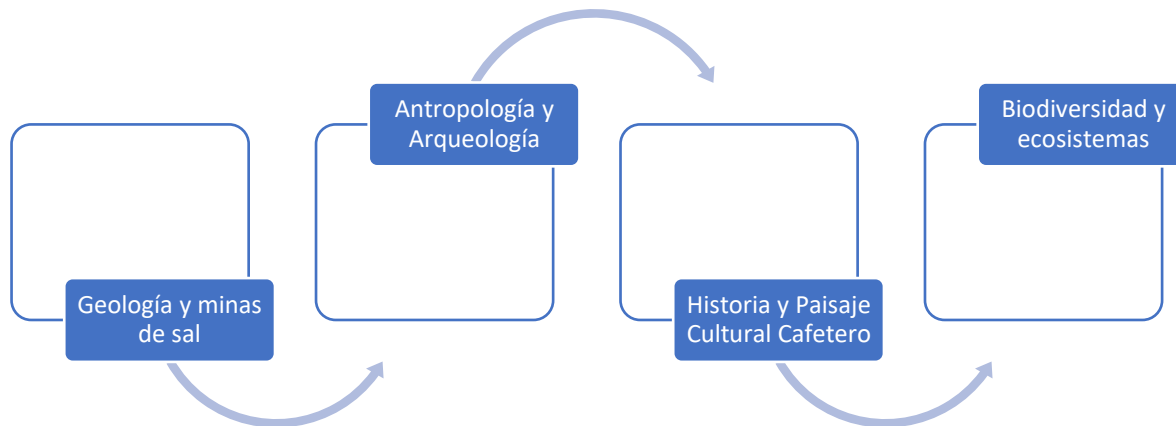 Geología y minas
de sal
Antropología y
Arqueología
Historia y Paisaje
Cultural Cafetero
Biodiversidad y
ecosistemas